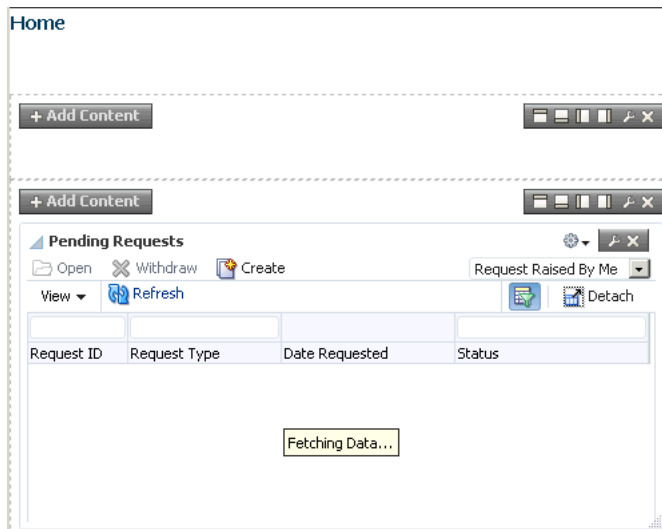 Home
+ Add Content
+ Add Content
Pending Requests
Open Withdraw Create Request Raised By Me
View Refresh Detach
Request ID Request Type Date Requested Status
Fetching Data...